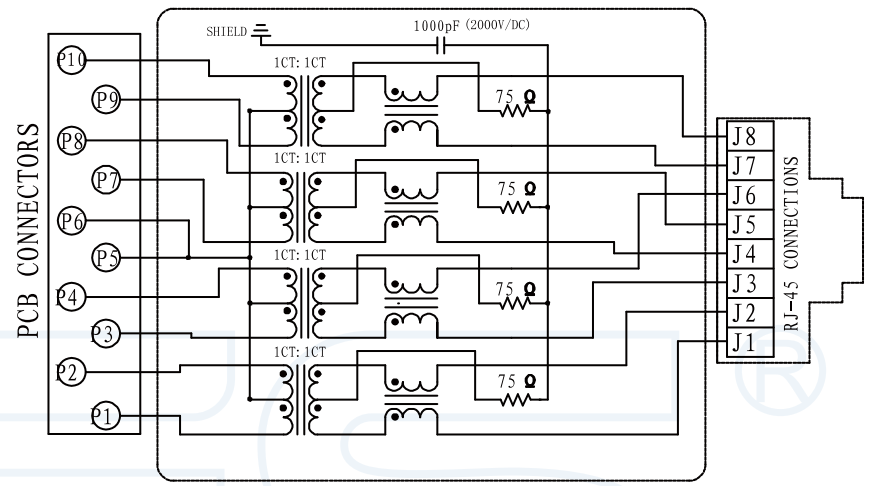 SHIELD
1000pF (2000V/DC)
1CT: 1CT
75 Ω
1CT: 1CT
75 Ω
1CT: 1CT
75 Ω
1CT: 1CT
75 Ω
PCB CONNECTORS
P10
P9
P8
P7
P6
P5
P4
P3
P2
P1
J8
J7
J6
J5
J4
J3
J2
J1
RJ-45 CONNECTIONS
®